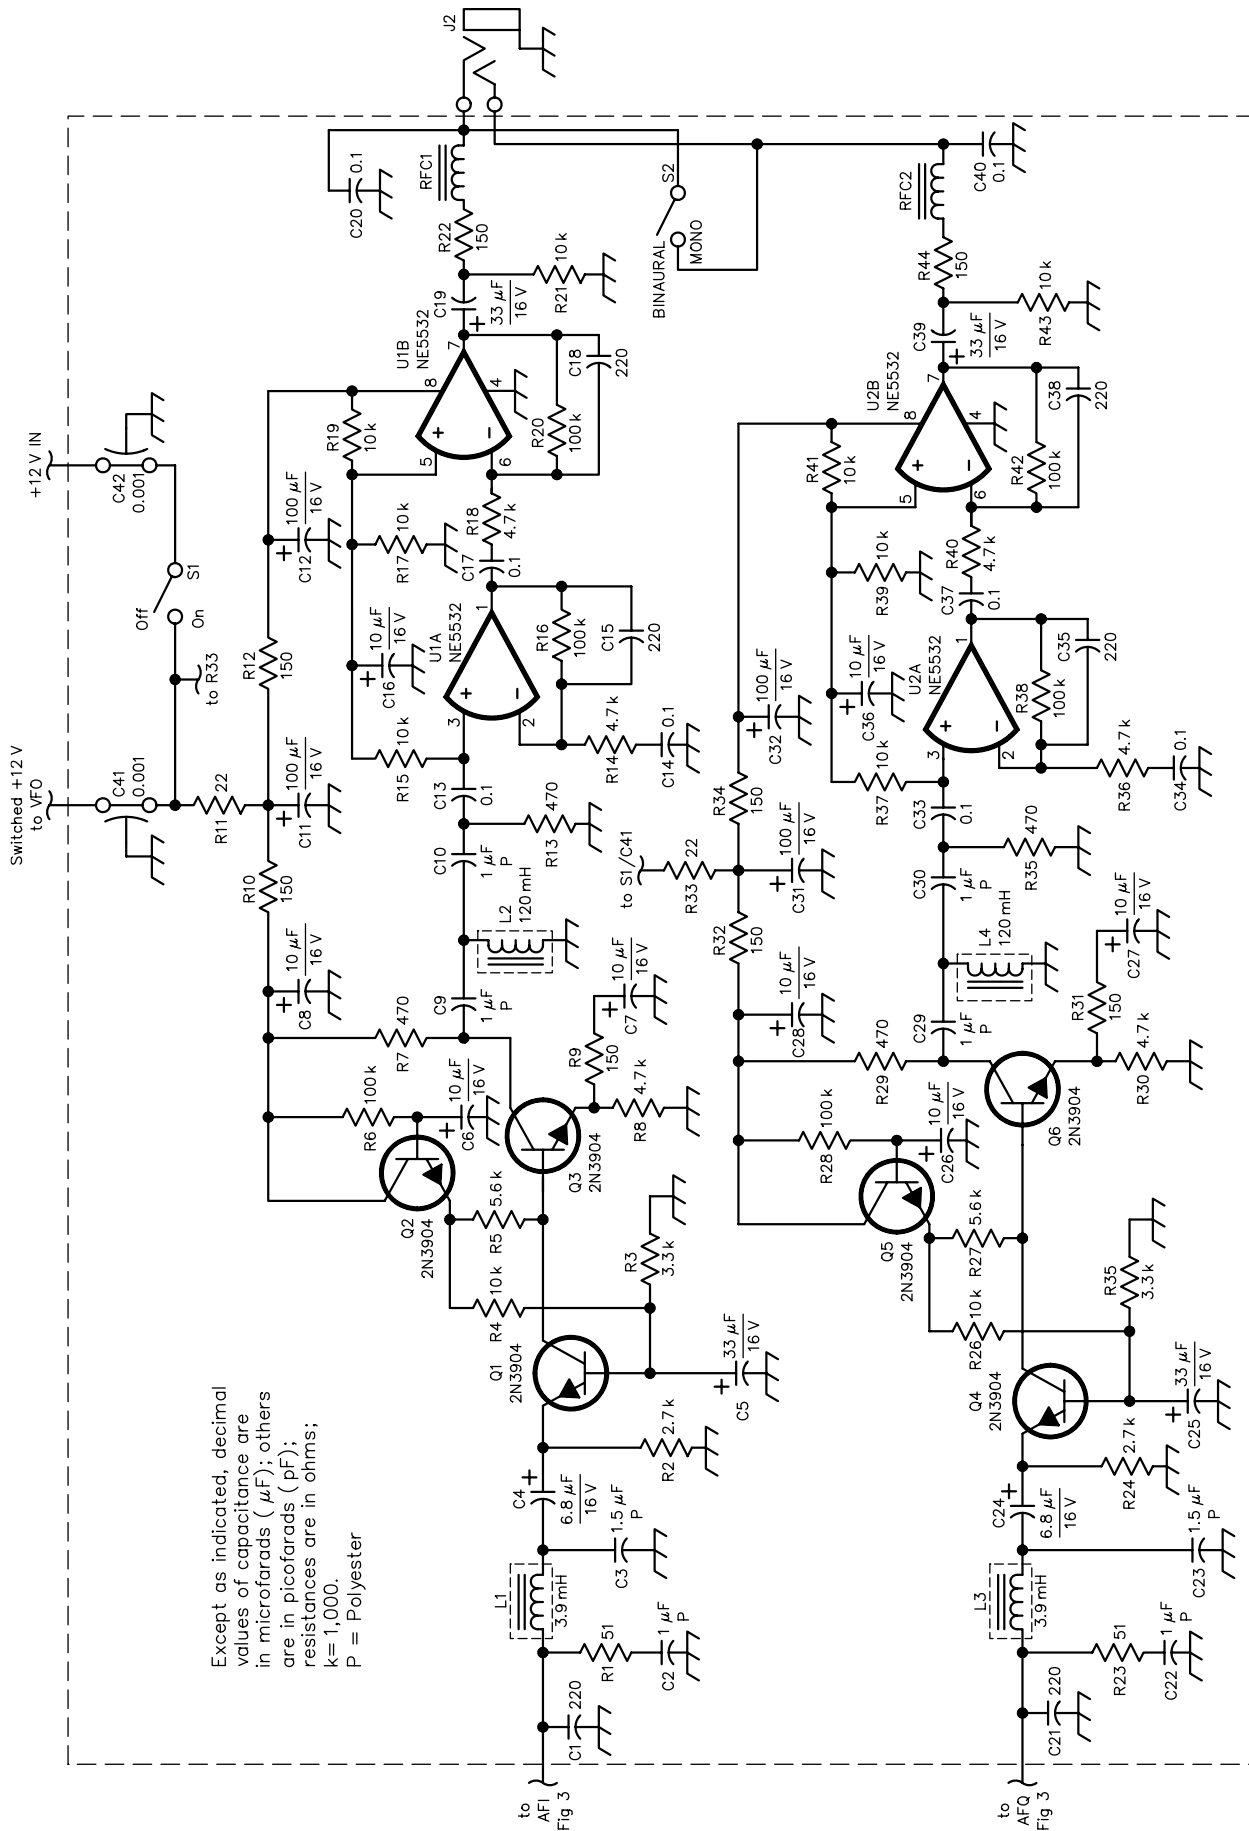 Except as indicated, decimal
values of capacitance are
in microfarads ( µF); others
are in picofarads ( pF);
resistances are in ohms;
k= 1,000.
P = Polyester
Switched +12 V
to VFO
C41
0.001
Off
On
S1
to R33
+12 V IN
C42
0.001
R11
22
R10
150
R12
150
C8
10 µF
16 V
C11
100 µF
16 V
C12
100 µF
16 V
to
AFI
Fig 3
C1
220
R1
51
C2
1 µF
P
L1
3.9 mH
C3
1.5 µF
P
C4
6.8 µF
16 V
R2
2.7 k
Q1
2N3904
C5
33 µF
16 V
R3
3.3 k
R4
10 k
R5
5.6 k
Q2
2N3904
R6
100 k
C6
10 µF
16 V
Q3
2N3904
R7
470
R8
4.7 k
R9
150
C7
10 µF
16 V
C9
1 µF
P
L2
120 mH
C10
1 µF
P
R13
470
C13
0.1
R15
10 k
C16
10 µF
16 V
R17
10 k
R19
10 k
3
2
1
U1A
NE5532
R14
4.7 k
C14
0.1
R16
100 k
C15
220
C17
0.1
R18
4.7 k
5
6
7
8
4
U1B
NE5532
R20
100 k
C18
220
C19
33 µF
16 V
R21
10 k
R22
150
RFC1
C20
0.1
J2
BINAURAL
MONO
S2
to
AFQ
Fig 3
C21
220
R23
51
C22
1 µF
P
L3
3.9 mH
C23
1.5 µF
P
C24
6.8 µF
16 V
R24
2.7 k
Q4
2N3904
C25
33 µF
16 V
R35
3.3 k
R26
10 k
R27
5.6 k
Q5
2N3904
R28
100 k
C26
10 µF
16 V
Q6
2N3904
R29
470
R30
4.7 k
R31
150
C27
10 µF
16 V
C28
10 µF
16 V
R32
150
to S1/C41
R33
22
C31
100 µF
16 V
R34
150
C32
100 µF
16 V
C29
1 µF
P
L4
120 mH
C30
1 µF
P
R35
470
C33
0.1
R37
10 k
C36
10 µF
16 V
R39
10 k
R41
10 k
3
2
1
U2A
NE5532
R36
4.7 k
C34
0.1
R38
100 k
C35
220
C37
0.1
R40
4.7 k
5
6
7
8
4
U2B
NE5532
R42
100 k
C38
220
C39
33 µF
16 V
R43
10 k
R44
150
RFC2
C40
0.1